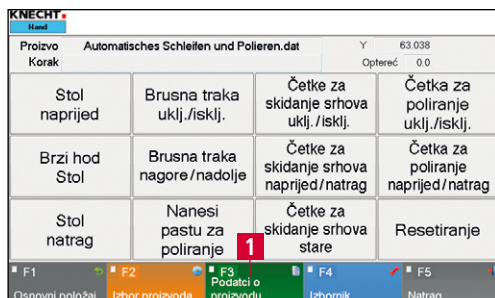 KNECHT
Hand
Proizvo Automatisches Schleifen und Polieren.dat Y 63.038
Korak Optereć 0.0
Stol
naprijed
Brusna traka
uklj./isklj.
Četke za
skidanje srhova
uklj./isklj.
Četka za
poliranje
uklj./isklj.
Brzi hod
Stol
Brusna traka
nagore/nadolje
Četke za
skidanje srhova
naprijed/natrag
Četka za
poliranje
naprijed/natrag
Stol
natrag
Nanesi
pastu za
poliranje
Četke za
skidanje srhova
stare
Resetiranje
1
F1
Osnovni položaj
F2
Izbor proizvoda
F3
Podatci o
proizvodu
F4
Izbornik
F5
Natrag